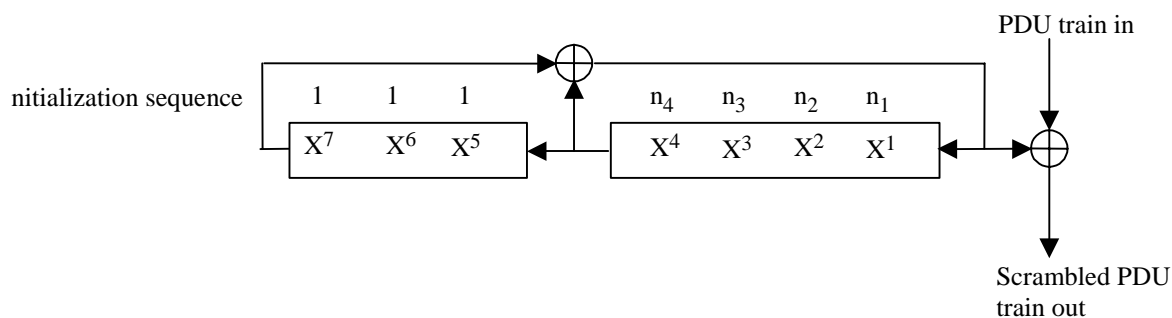 PDU train in
nitialization sequence 1 1 1 n₄ n₃ n₂ n₁
X⁷ X⁶ X⁵ X⁴ X³ X² X¹
Scrambled PDU
train out